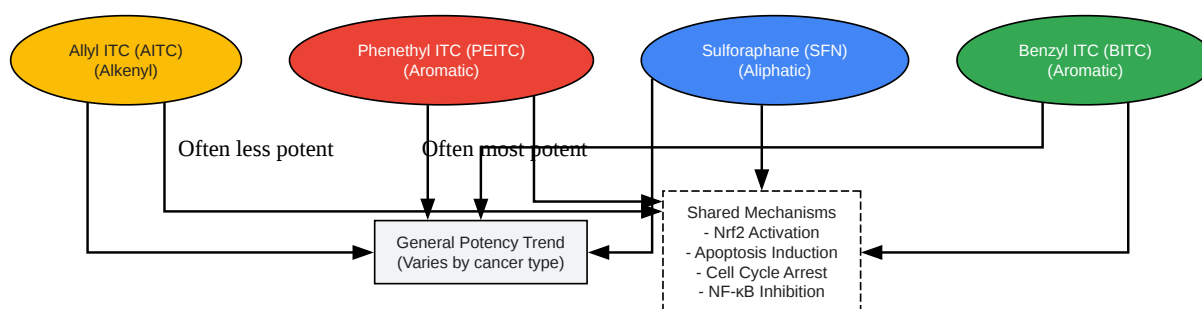 Allyl ITC (AITC)
(Alkenyl)
Phenethyl ITC (PEITC)
(Aromatic)
Sulforaphane (SFN)
(Aliphatic)
Benzyl ITC (BITC)
(Aromatic)
Often less potent
Often most potent
General Potency Trend
(Varies by cancer type)
Shared Mechanisms
- Nrf2 Activation
- Apoptosis Induction
- Cell Cycle Arrest
- NF-κB Inhibition